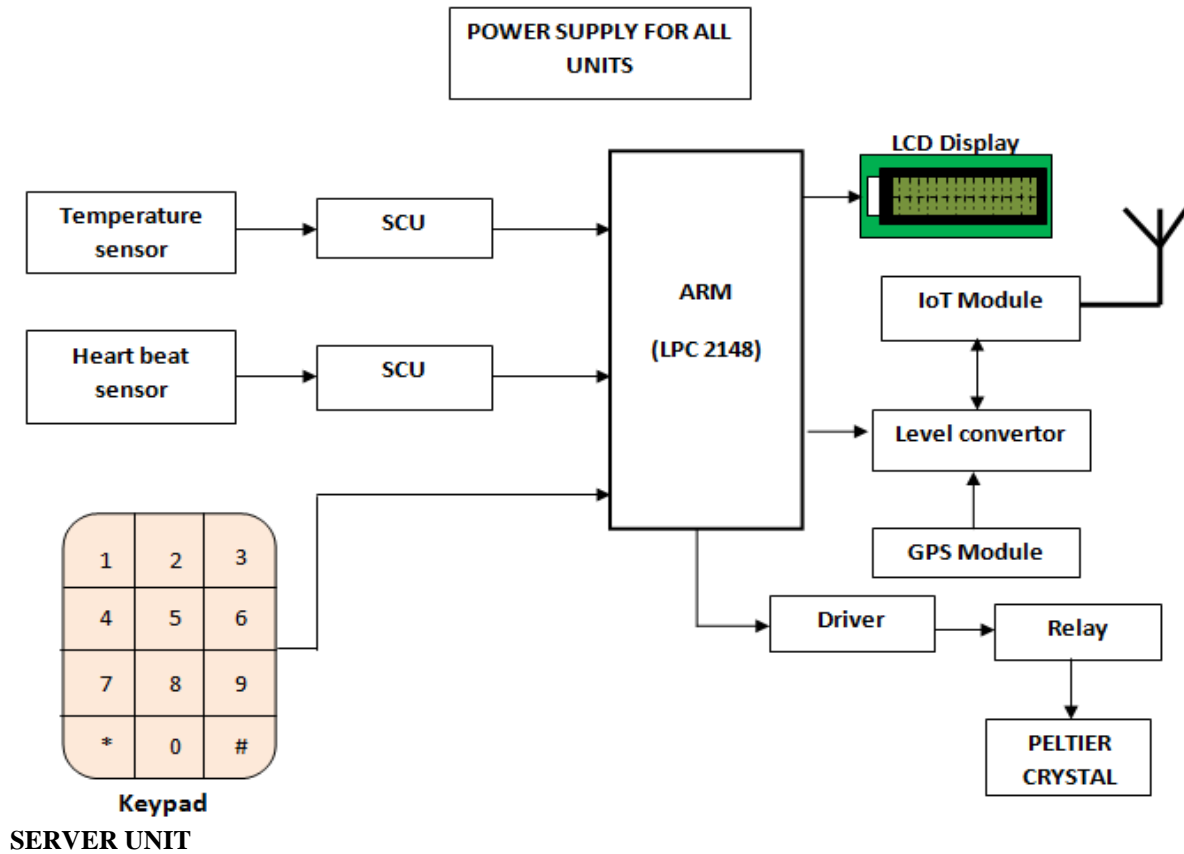 POWER SUPPLY FOR ALL
UNITS
LCD Display
Temperature
sensor
SCU
ARM
(LPC 2148)
IoT Module
Heart beat
sensor
SCU
Level convertor
GPS Module
1 2 3
4 5 6
7 8 9
* 0 #
Keypad
Driver
Relay
PELTIER
CRYSTAL
SERVER UNIT